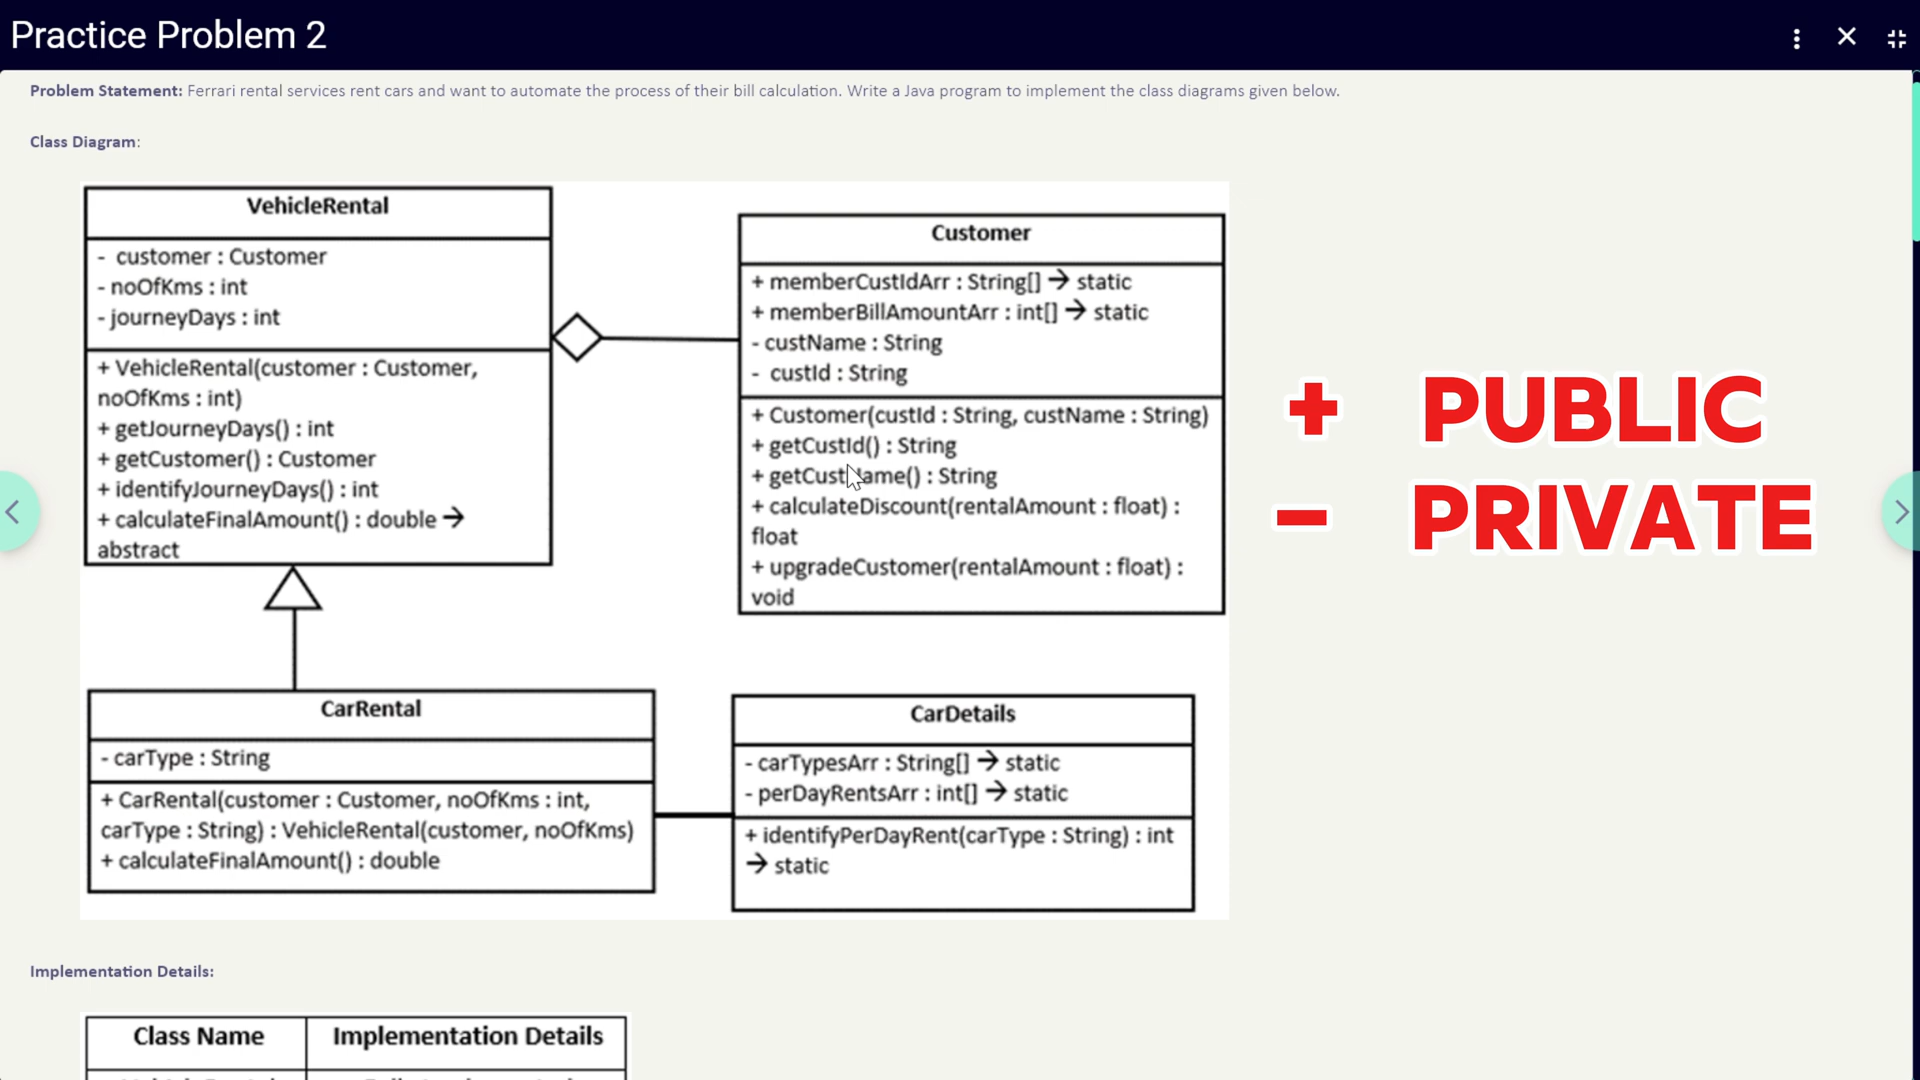 Practice Problem 2
Problem Statement: Ferrari rental services rent cars and want to automate the process of their bill calculation. Write a Java program to implement the class diagrams given below.
Class Diagram:
VehicleRental
- customer : Customer
- noOfKms : int
- journeyDays : int
+ VehicleRental(customer : Customer,
noOfKms : int)
+ getJourneyDays() : int
+ getCustomer() : Customer
+ identifyJourneyDays() : int
+ calculateFinalAmount() : double →
abstract
Customer
+ memberCustIdArr : String[] → static
+ memberBillAmountArr : int[] → static
- custName : String
- custId : String
+ Customer(custId : String, custName : String)
+ getCustId() : String
+ getCustName() : String
+ calculateDiscount(rentalAmount : float) :
float
+ upgradeCustomer(rentalAmount : float) :
void
+ PUBLIC
− PRIVATE
CarRental
- carType : String
+ CarRental(customer : Customer, noOfKms : int,
carType : String) : VehicleRental(customer, noOfKms)
+ calculateFinalAmount() : double
CarDetails
- carTypesArr : String[] → static
- perDayRentsArr : int[] → static
+ identifyPerDayRent(carType : String) : int
→ static
Implementation Details:
Class Name Implementation Details